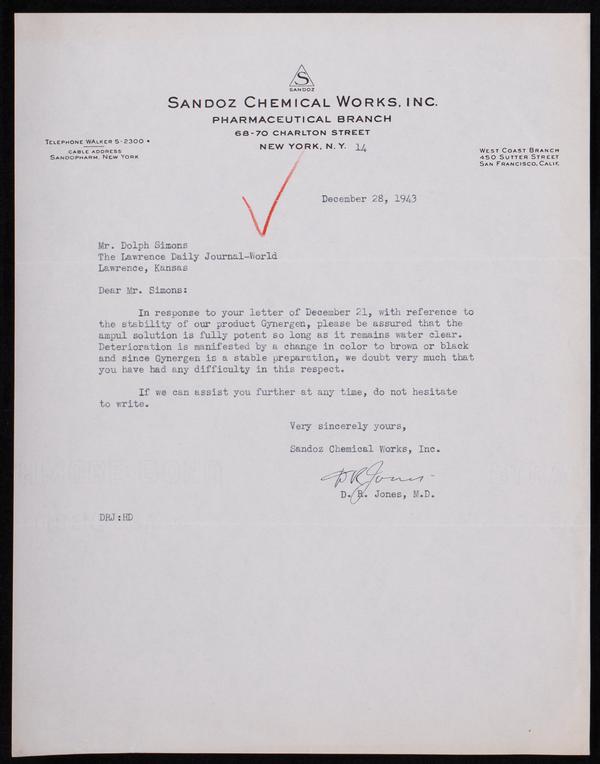 S
SANDOZ
SANDOZ CHEMICAL WORKS, INC.
PHARMACEUTICAL BRANCH
68-70 CHARLTON STREET
NEW YORK, N.Y. 14
TELEPHONE WALKER 5-2300
CABLE ADDRESS
SANDOPHARM, NEW YORK
WEST COAST BRANCH
450 SUTTER STREET
SAN FRANCISCO, CALIF.
December 28, 1943
Mr. Dolph Simons
The Lawrence Daily Journal-World
Lawrence, Kansas
Dear Mr. Simons:
In response to your letter of December 21, with reference to
the stability of our product Gynergen, please be assured that the
ampul solution is fully potent so long as it remains water clear.
Deterioration is manifested by a change in color to brown or black
and since Gynergen is a stable preparation, we doubt very much that
you have had any difficulty in this respect.
If we can assist you further at any time, do not hesitate
to write.
Very sincerely yours,
Sandoz Chemical Works, Inc.
DR Jones
D. R. Jones, M.D.
DRJ:HD